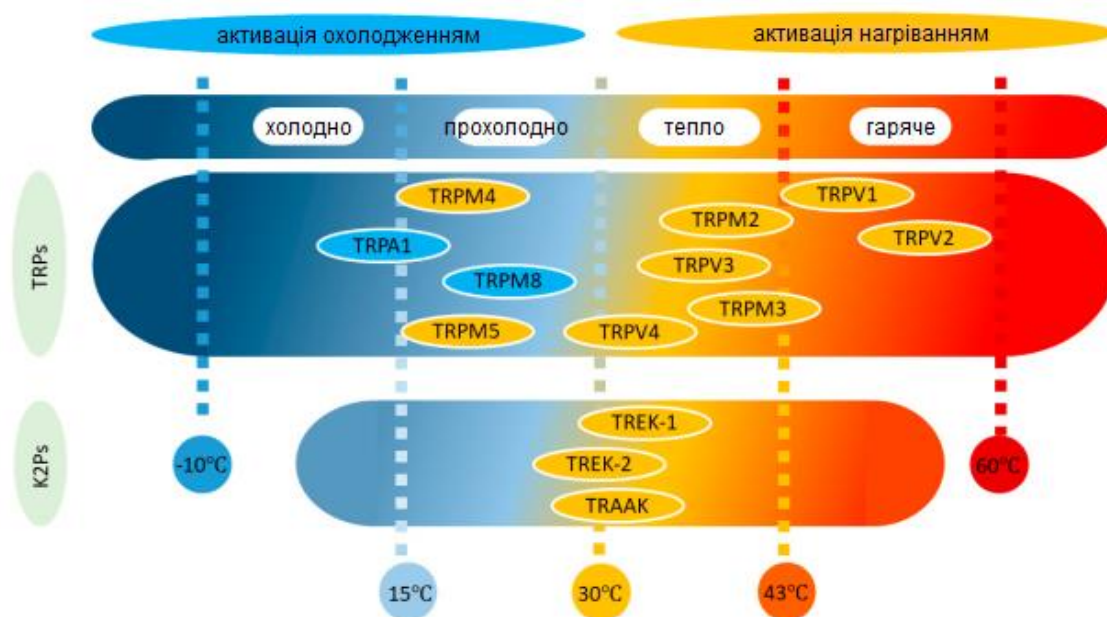 активація охолодженням
активація нагріванням
холодно
прохолодно
тепло
гаряче
TRPs
TRPM4
TRPV1
TRPM2
TRPA1
TRPV2
TRPV3
TRPM8
TRPM3
TRPM5
TRPV4
K2Ps
TREK-1
TREK-2
TRAAK
-10°C
60°C
15°C
30°C
43°C